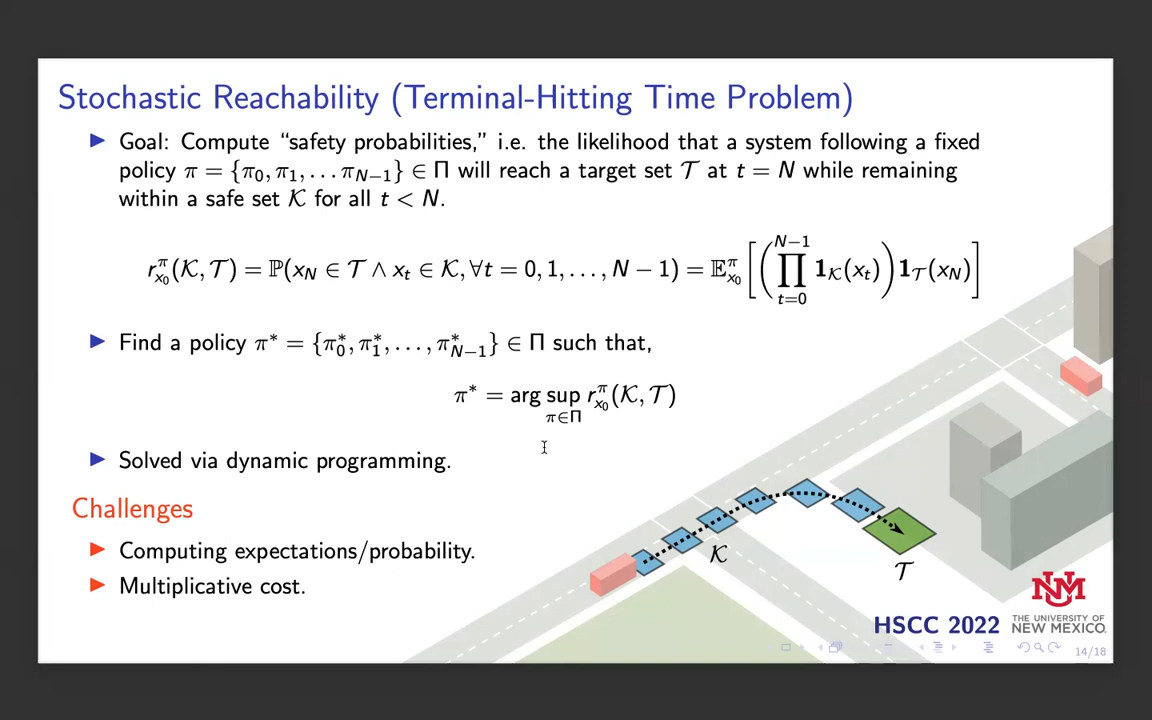 Stochastic Reachability (Terminal-Hitting Time Problem)
▶ Goal: Compute “safety probabilities,” i.e. the likelihood that a system following a fixed
policy π = {π₀, π₁, . . . π_{N−1}} ∈ Π will reach a target set 𝒯 at t = N while remaining
within a safe set 𝒦 for all t < N.
r^π_{x₀}(𝒦, 𝒯) = ℙ(x_N ∈ 𝒯 ∧ x_t ∈ 𝒦, ∀t = 0, 1, . . . , N − 1) = 𝔼^π_{x₀} [ ( ∏_{t=0}^{N−1} 𝟏_𝒦(x_t) ) 𝟏_𝒯(x_N) ]
▶ Find a policy π* = {π₀*, π₁*, . . . , π*_{N−1}} ∈ Π such that,
π* = arg sup_{π∈Π} r^π_{x₀}(𝒦, 𝒯)
▶ Solved via dynamic programming.
Challenges
▶ Computing expectations/probability.
▶ Multiplicative cost.
𝒦
𝒯
HSCC 2022
THE UNIVERSITY OF
NEW MEXICO.
14/18